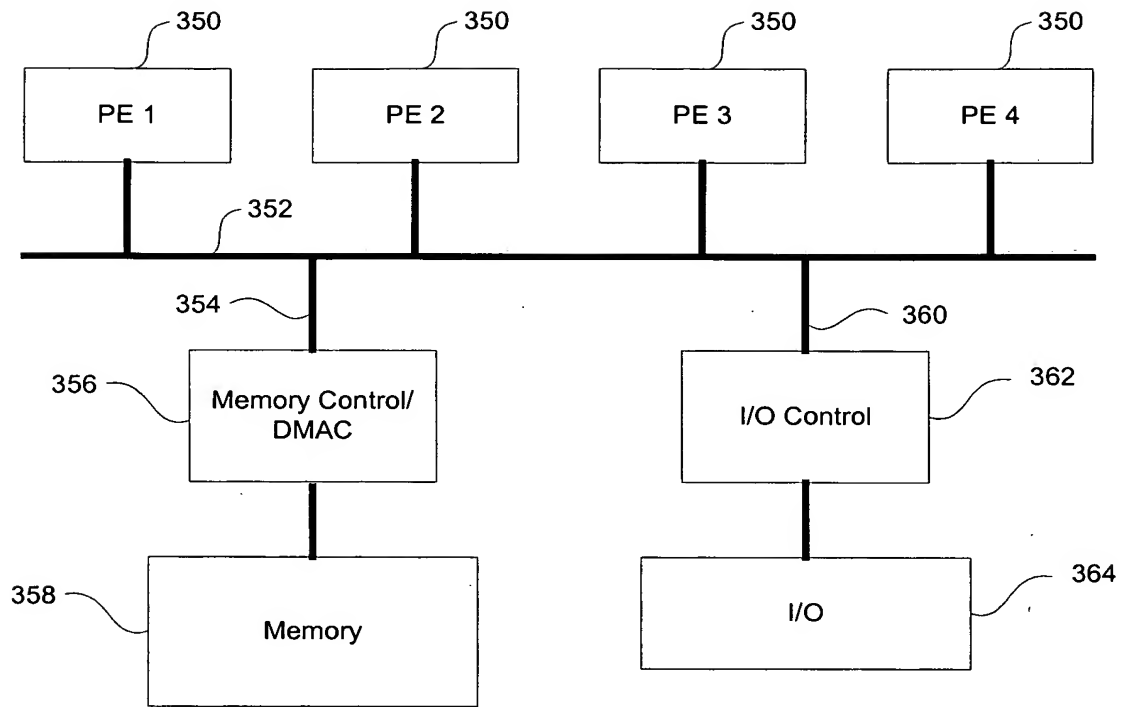 350
350
350
350
PE 1
PE 2
PE 3
PE 4
352
354
360
356
Memory Control/
DMAC
I/O Control
362
358
Memory
I/O
364